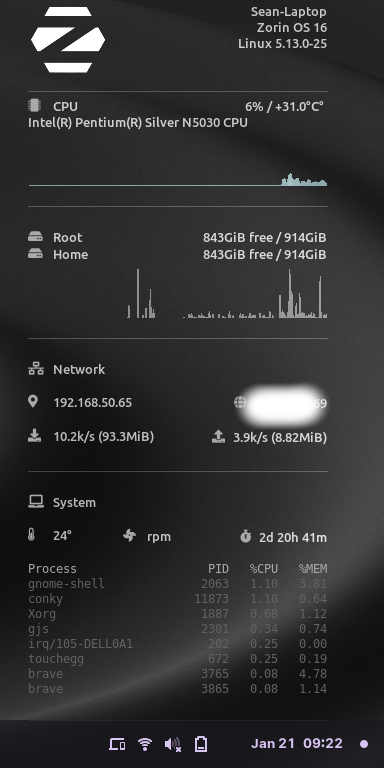 Sean-Laptop
Zorin OS 16
Linux 5.13.0-25
CPU 6% / +31.0°C°
Intel(R) Pentium(R) Silver N5030 CPU
Root 843GiB free / 914GiB
Home 843GiB free / 914GiB
Network
192.168.50.65
10.2k/s (93.3MiB) 3.9k/s (8.82MiB)
System
24° rpm 2d 20h 41m
Process PID %CPU %MEM
gnome-shell 2063 1.10 3.81
conky 11873 1.10 0.64
Xorg 1887 0.68 1.12
gjs 2301 0.34 0.74
irq/105-DELL0A1 202 0.25 0.00
touchegg 672 0.25 0.19
brave 3765 0.08 4.78
brave 3865 0.08 1.14
Jan 21 09:22